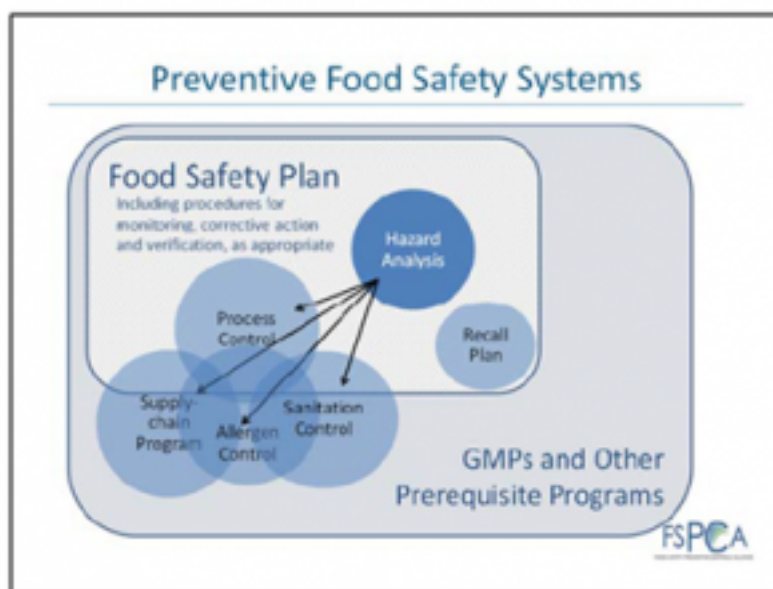 Preventive Food Safety Systems
Food Safety Plan
Including procedures for
monitoring, corrective action
and verification, as appropriate
Hazard
Analysis
Process
Control
Recall
Plan
Supply-
chain
Program
Allergen
Control
Sanitation
Control
GMPs and Other
Prerequisite Programs
FSPCA